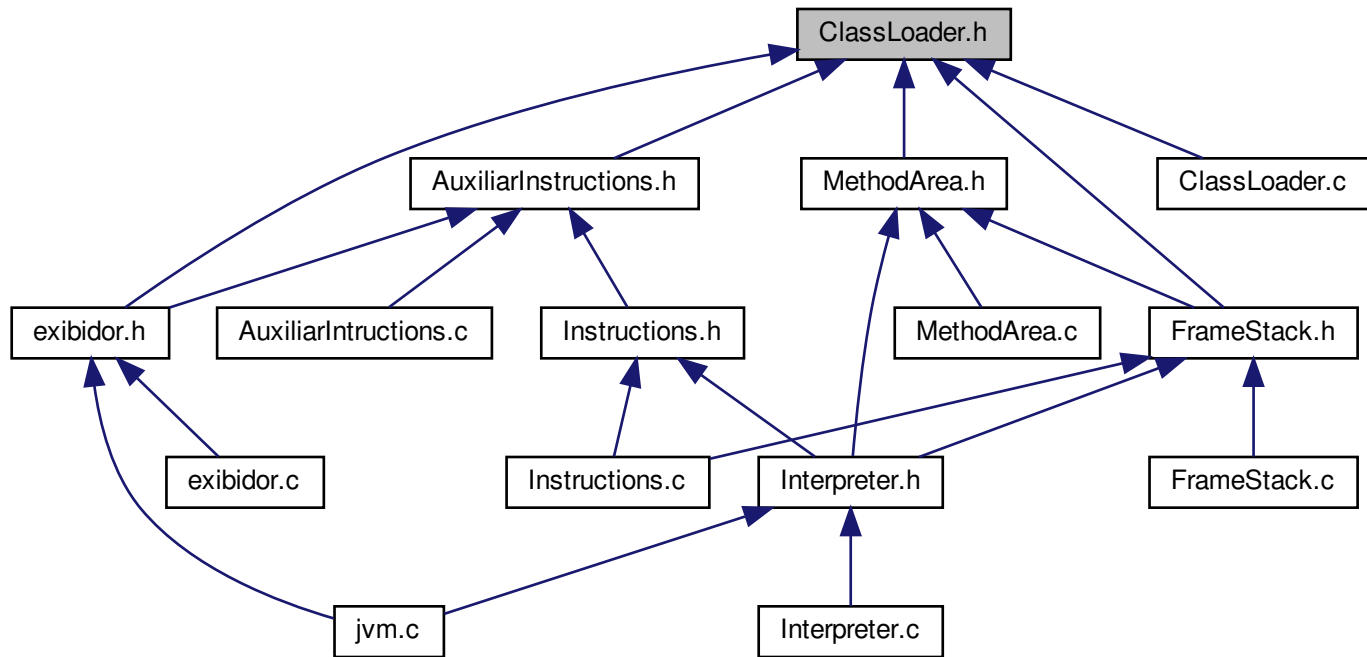 ClassLoader.h
AuxiliarInstructions.h
MethodArea.h
ClassLoader.c
exibidor.h
AuxiliarIntructions.c
Instructions.h
MethodArea.c
FrameStack.h
exibidor.c
Instructions.c
Interpreter.h
FrameStack.c
jvm.c
Interpreter.c